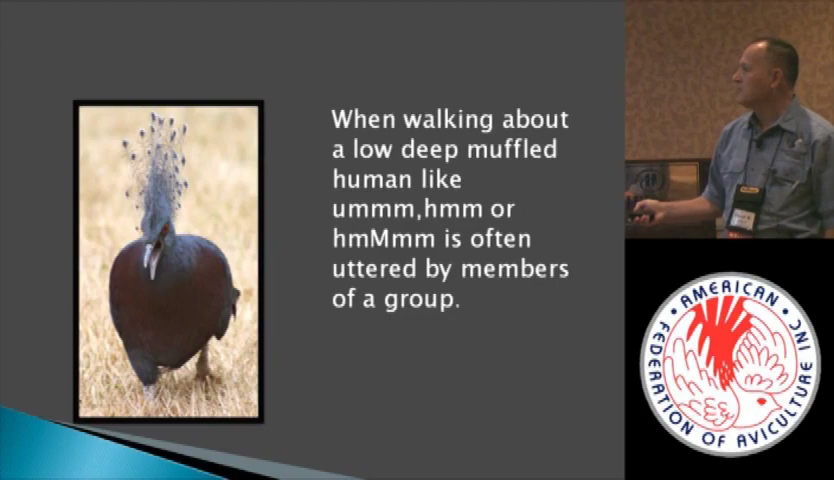 When walking about
a low deep muffled
human like
ummm,hmm or
hmMmm is often
uttered by members
of a group.
• AMERICAN •
FEDERATION OF AVICULTURE
INC